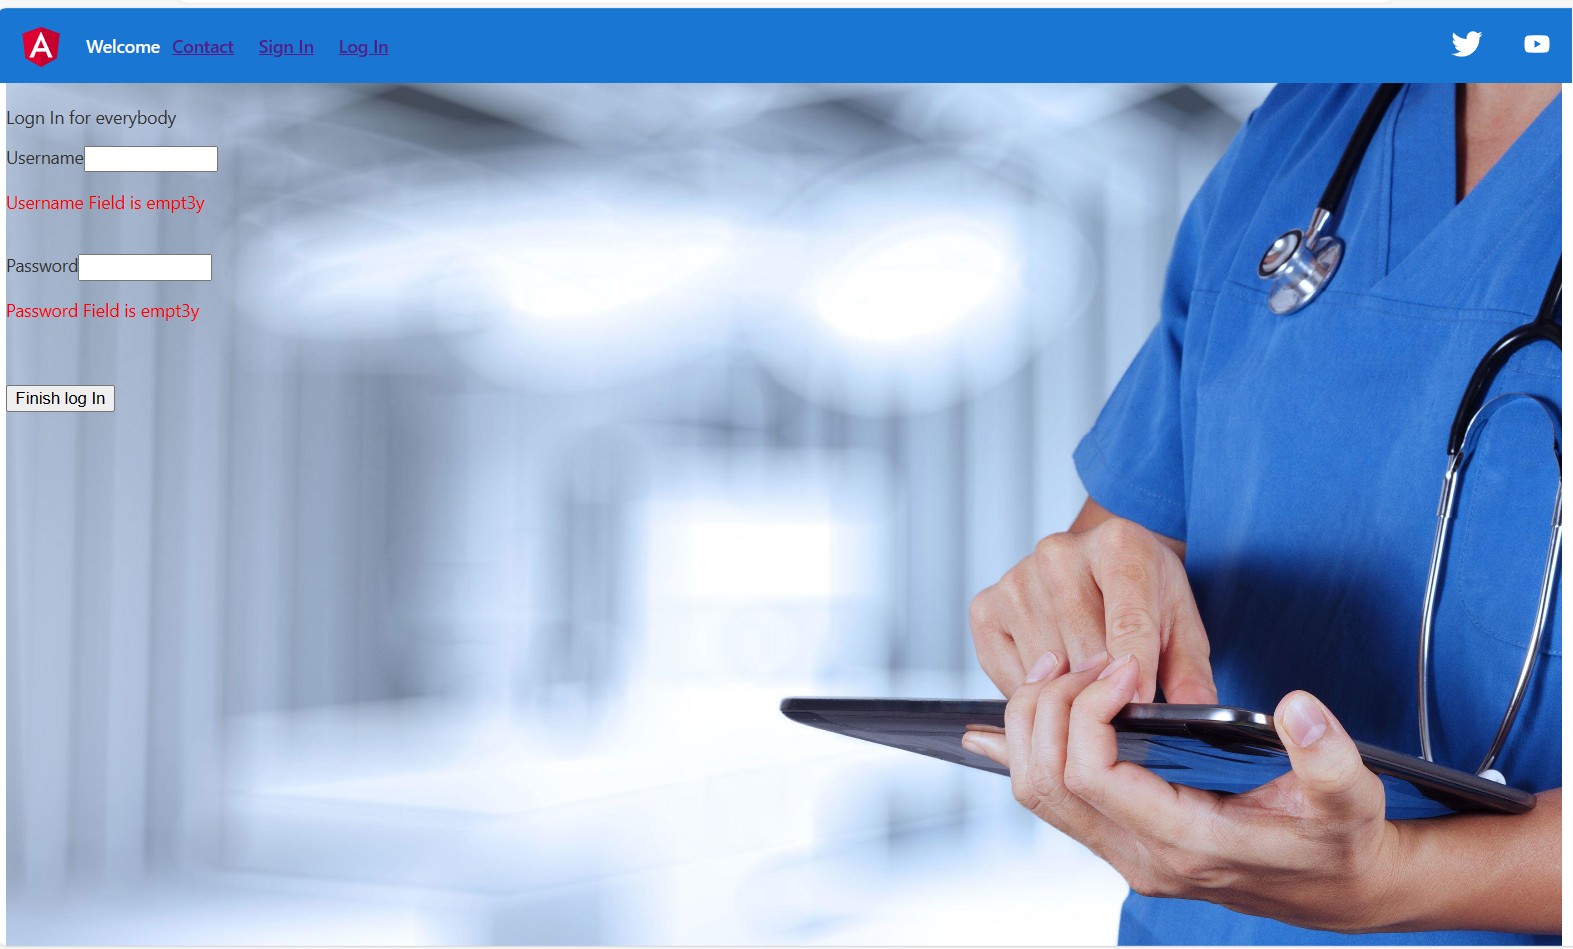 Welcome Contact Sign In Log In
Logn In for everybody
Username
Username Field is empt3y
Password
Password Field is empt3y
Finish log In